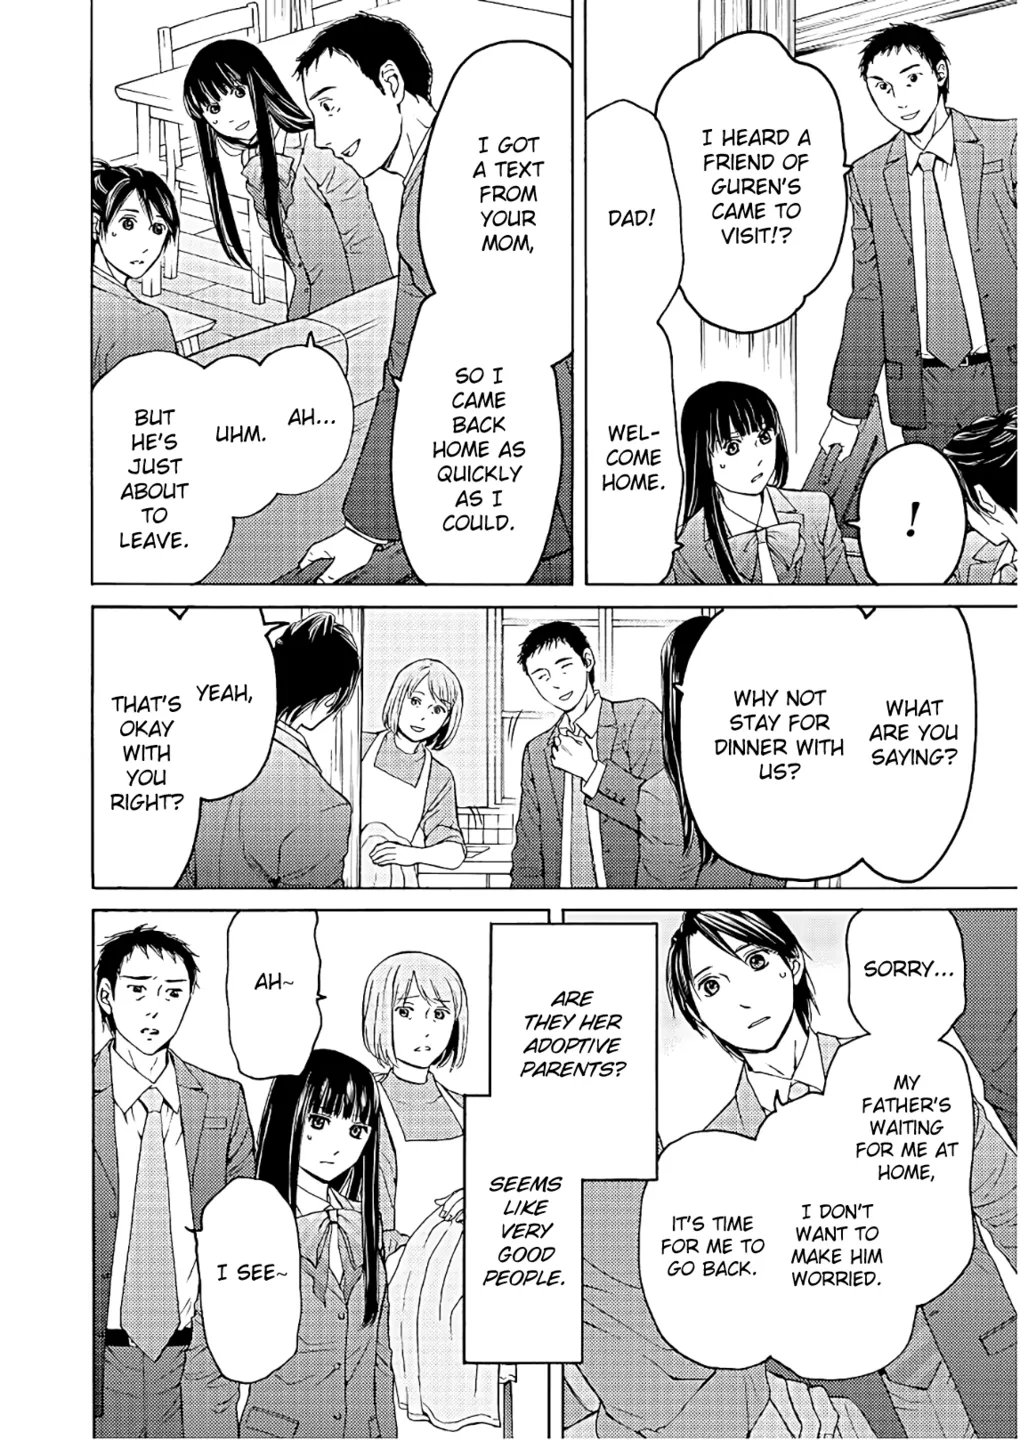 I HEARD A
FRIEND OF
GUREN'S
CAME TO
VISIT!?
DAD!
WEL-
COME
HOME.
!
I GOT
A TEXT
FROM
YOUR
MOM,
SO I
CAME
BACK
HOME AS
QUICKLY
AS I
COULD.
AH...
UHM.
BUT
HE'S
JUST
ABOUT
TO
LEAVE.
WHAT
ARE YOU
SAYING?
WHY NOT
STAY FOR
DINNER WITH
US?
YEAH,
THAT'S
OKAY
WITH
YOU
RIGHT?
SORRY...
MY
FATHER'S
WAITING
FOR ME AT
HOME,
I DON'T
WANT TO
MAKE HIM
WORRIED.
IT'S TIME
FOR ME TO
GO BACK.
ARE
THEY HER
ADOPTIVE
PARENTS?
SEEMS
LIKE
VERY
GOOD
PEOPLE.
AH~
I SEE~